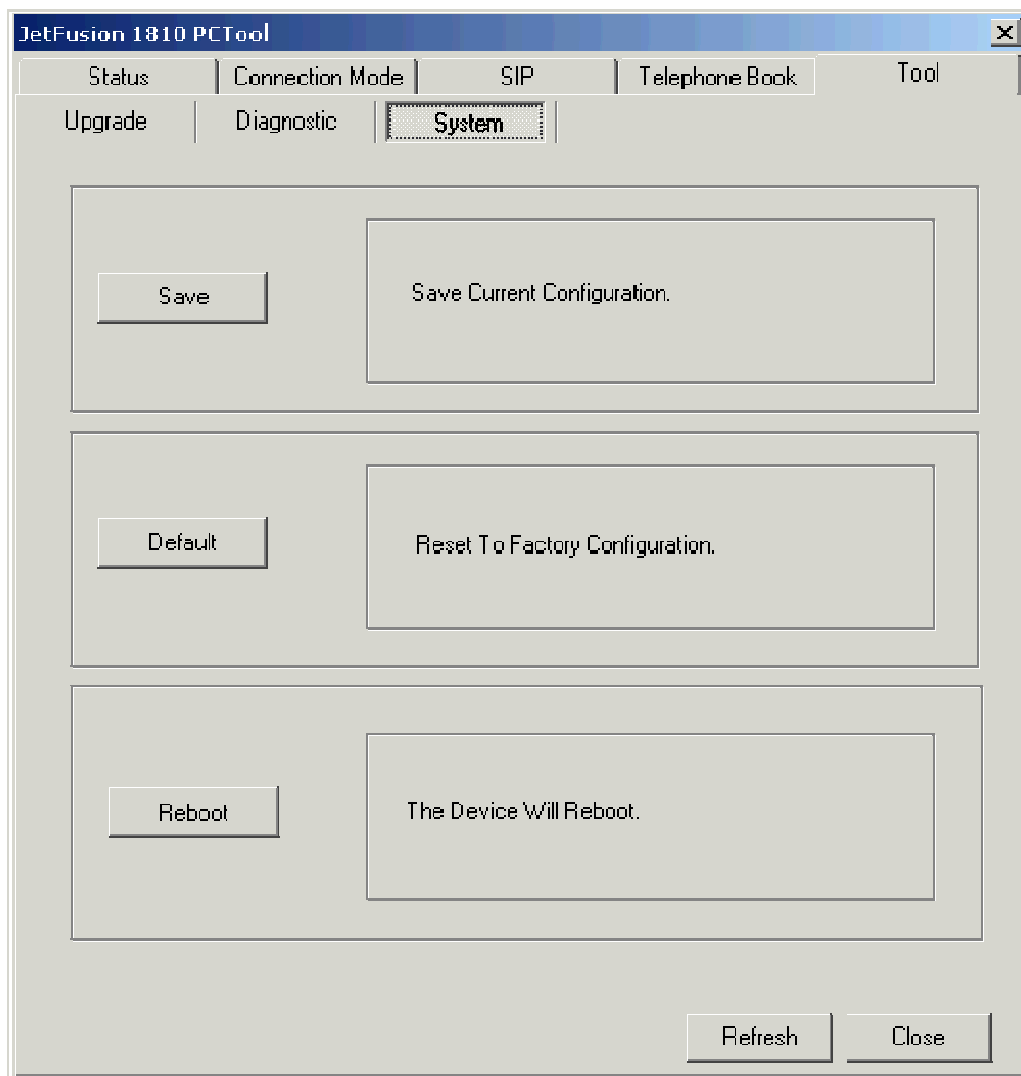 JetFusion 1810 PCTool
Status Connection Mode SIP Telephone Book Tool
Upgrade Diagnostic System
Save Save Current Configuration.
Default Reset To Factory Configuration.
Reboot The Device Will Reboot.
Refresh Close